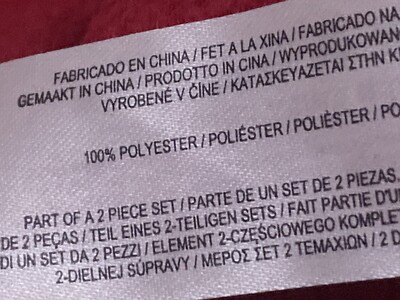 FABRICADO EN CHINA / FET A LA XINA / FABRICADO NA
GEMAAKT IN CHINA / PRODOTTO IN CINA / WYPRODUKOWANO
VYROBENÉ V ČÍNE / ΚΑΤΑΣΚΕΥΑΖΕΤΑΙ ΣΤΗΝ Κ
100% POLYESTER / POLIÉSTER / POLIÈSTER / PO
PART OF A 2 PIECE SET / PARTE DE UN SET DE 2 PIEZAS.
DE 2 PEÇAS / TEIL EINES 2-TEILIGEN SETS / FAIT PARTIE D'U
DI UN SET DA 2 PEZZI / ELEMENT 2-CZĘŚCIOWEGO KOMPLET
2-DIELNEJ SÚPRAVY / ΜΕΡΟΣ ΣΕΤ 2 ΤΕΜΑΧΙΩΝ / 2 D